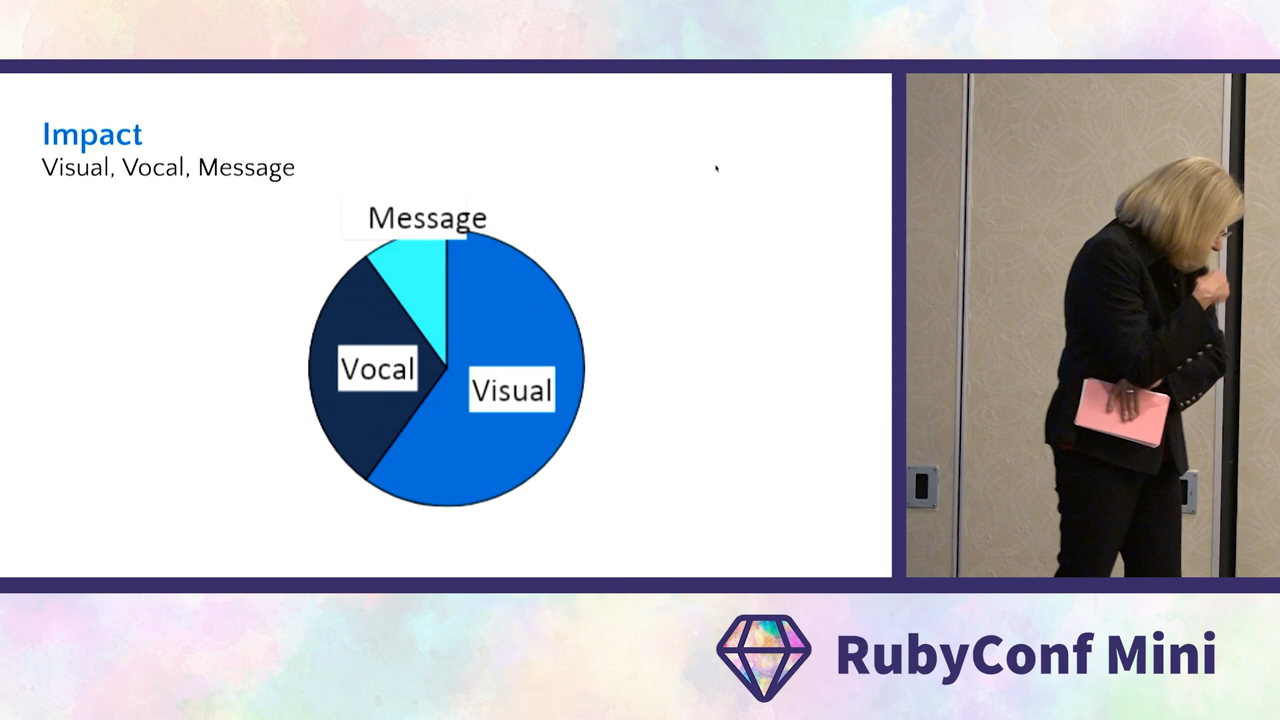 Impact
Visual, Vocal, Message
Message
Vocal
Visual
RubyConf Mini